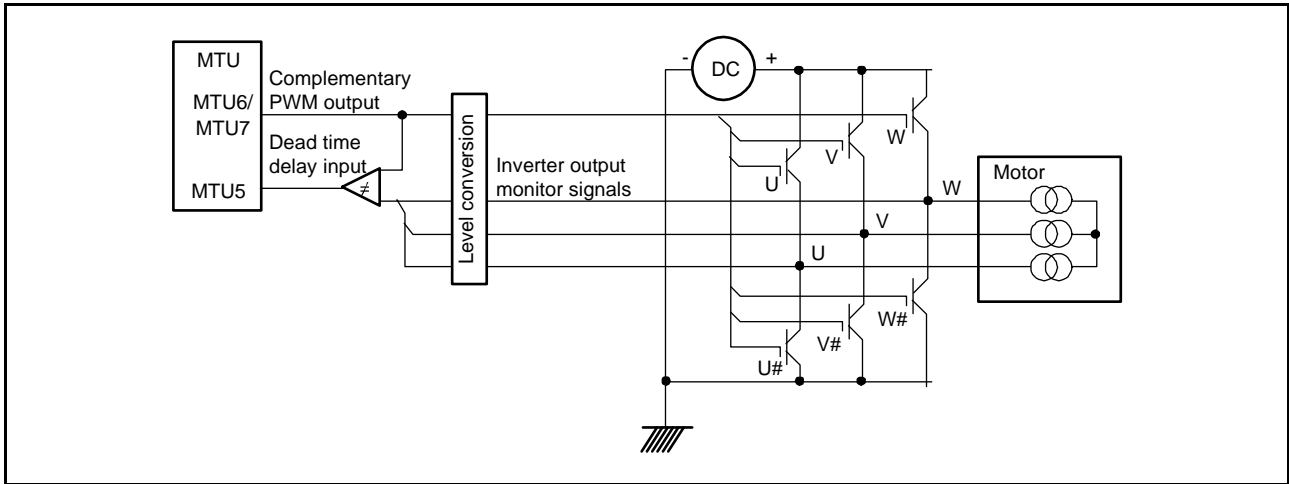 MTU
MTU6/
MTU7
MTU5
Complementary
PWM output
Dead time
delay input
≠
Level conversion
Inverter output
monitor signals
-
DC
+
W
V
U
W
V
U
W#
V#
U#
Motor